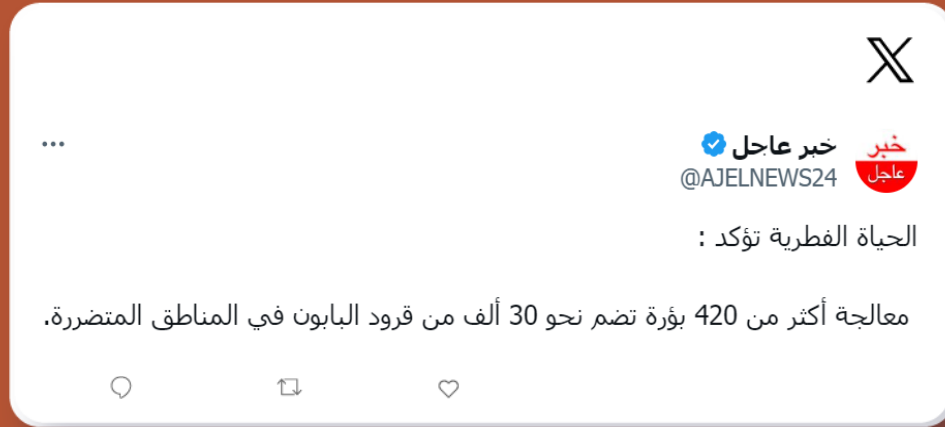 X
خبر عاجل
خبر
عاجل
@AJELNEWS24
الحياة الفطرية تؤكد :
معالجة أكثر من 420 بؤرة تضم نحو 30 ألف من قرود البابون في المناطق المتضررة.